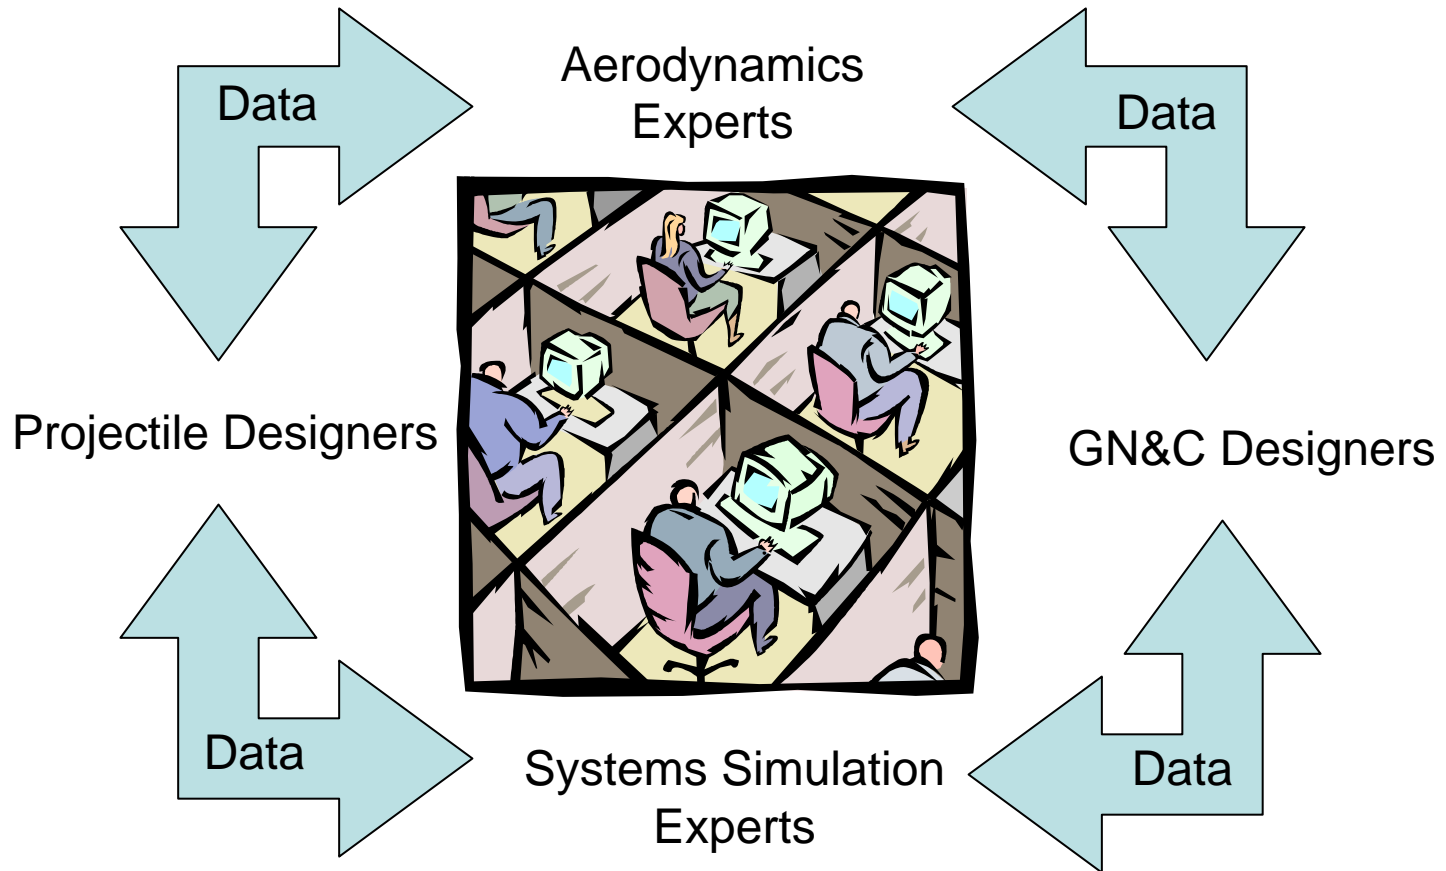 Aerodynamics
Experts
Data
Data
Projectile Designers
GN&C Designers
Data
Systems Simulation
Experts
Data